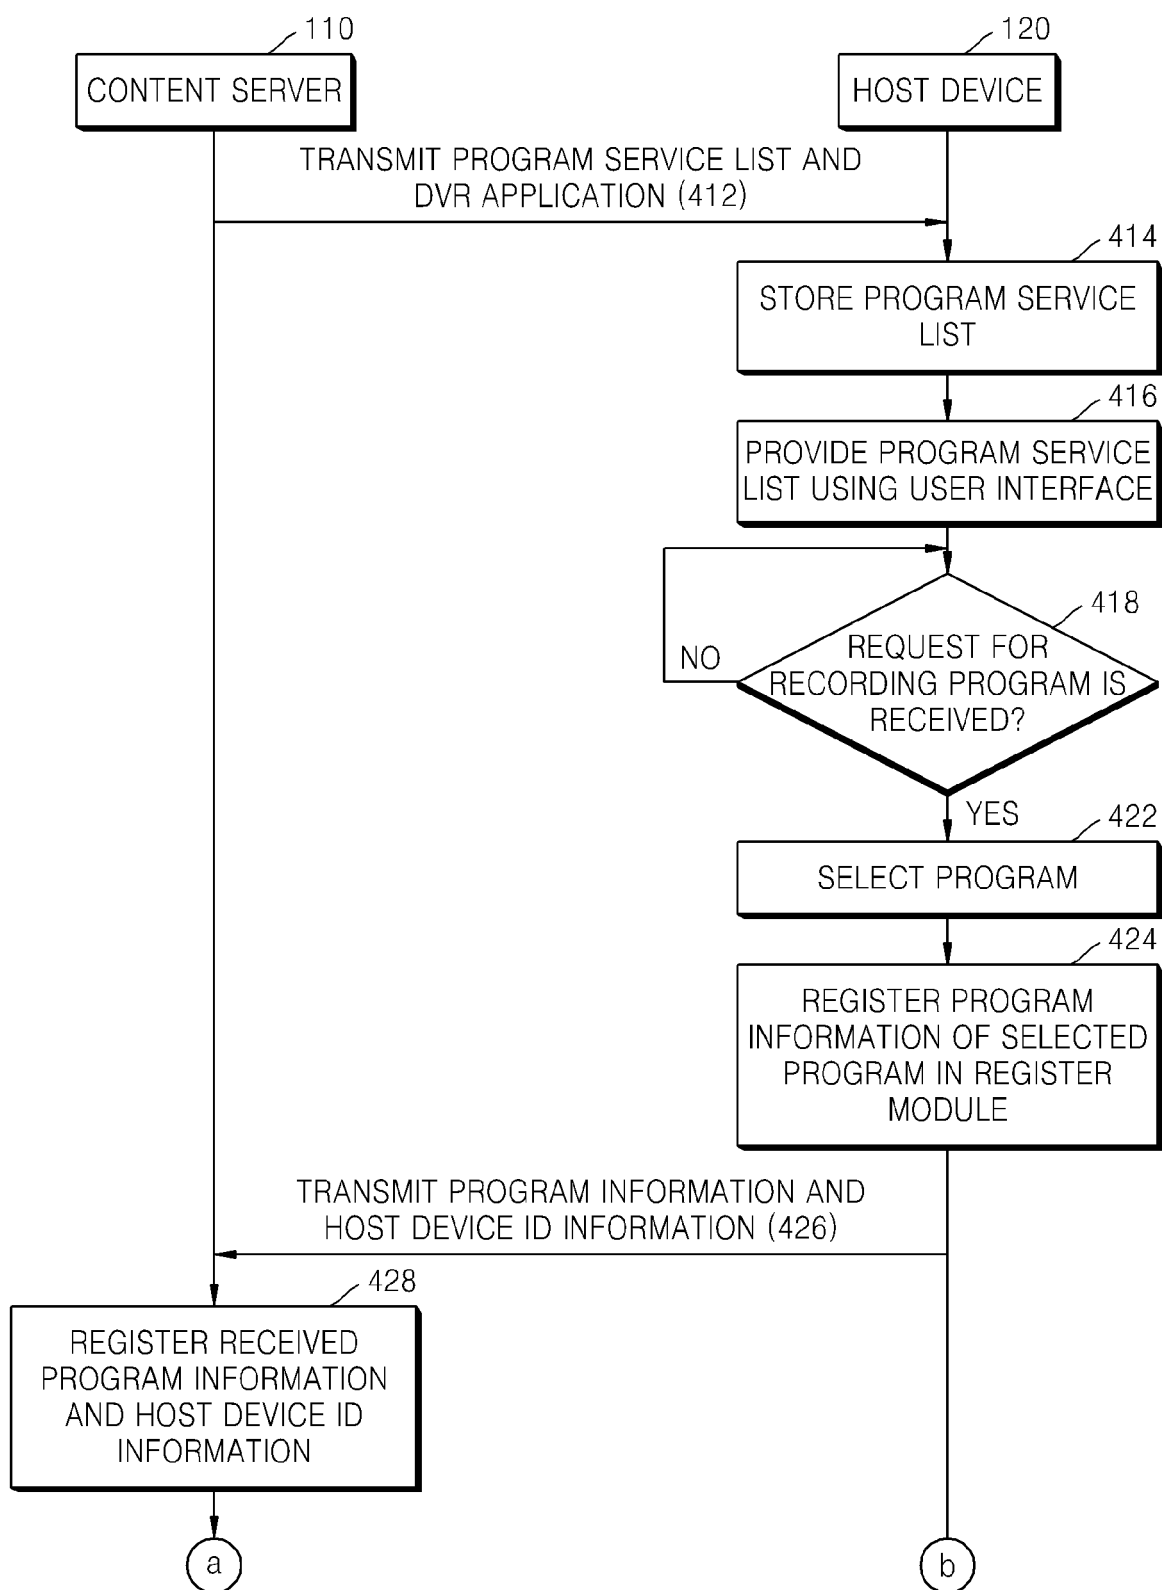 110
120
CONTENT SERVER
HOST DEVICE
TRANSMIT PROGRAM SERVICE LIST AND
DVR APPLICATION (412)
414
STORE PROGRAM SERVICE
LIST
416
PROVIDE PROGRAM SERVICE
LIST USING USER INTERFACE
418
REQUEST FOR
RECORDING PROGRAM IS
RECEIVED?
NO
YES
422
SELECT PROGRAM
424
REGISTER PROGRAM
INFORMATION OF SELECTED
PROGRAM IN REGISTER
MODULE
TRANSMIT PROGRAM INFORMATION AND
HOST DEVICE ID INFORMATION (426)
428
REGISTER RECEIVED
PROGRAM INFORMATION
AND HOST DEVICE ID
INFORMATION
a
b